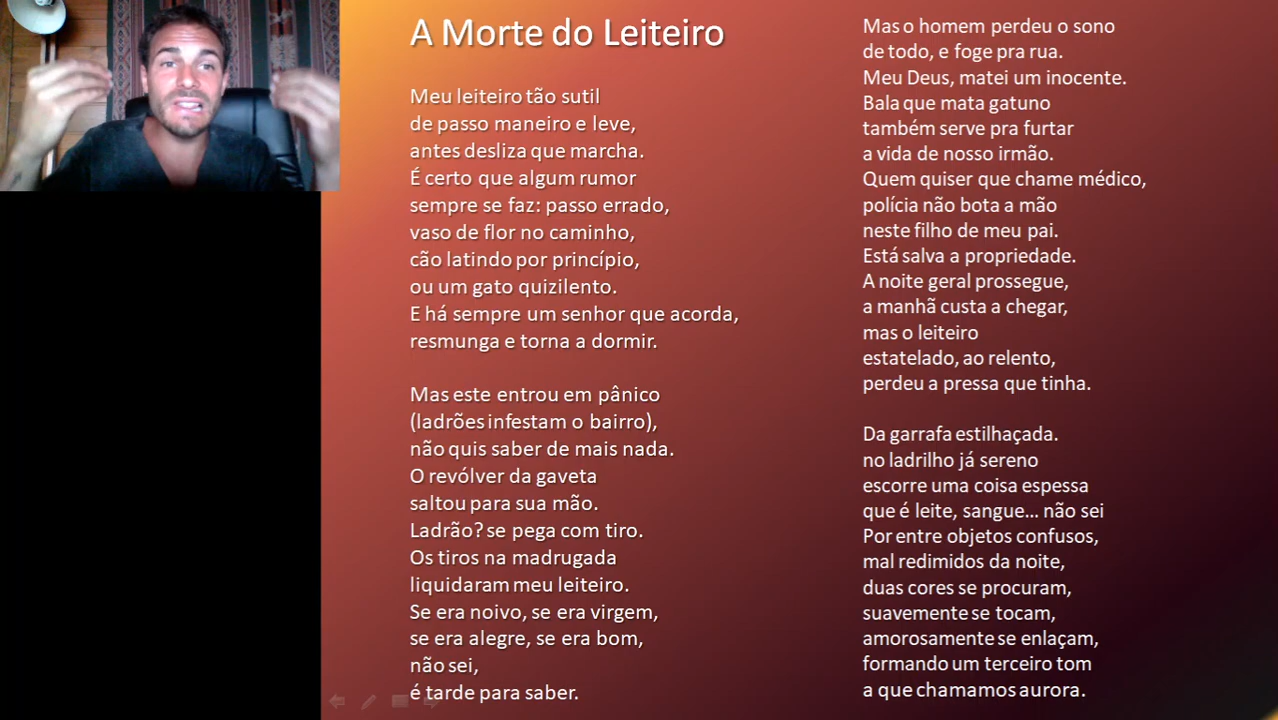 A Morte do Leiteiro
Meu leiteiro tão sutil
de passo maneiro e leve,
antes desliza que marcha.
É certo que algum rumor
sempre se faz: passo errado,
vaso de flor no caminho,
cão latindo por princípio,
ou um gato quizilento.
E há sempre um senhor que acorda,
resmunga e torna a dormir.
Mas este entrou em pânico
(ladrões infestam o bairro),
não quis saber de mais nada.
O revólver da gaveta
saltou para sua mão.
Ladrão? se pega com tiro.
Os tiros na madrugada
liquidaram meu leiteiro.
Se era noivo, se era virgem,
se era alegre, se era bom,
não sei,
é tarde para saber.
Mas o homem perdeu o sono
de todo, e foge pra rua.
Meu Deus, matei um inocente.
Bala que mata gatuno
também serve pra furtar
a vida de nosso irmão.
Quem quiser que chame médico,
polícia não bota a mão
neste filho de meu pai.
Está salva a propriedade.
A noite geral prossegue,
a manhã custa a chegar,
mas o leiteiro
estatelado, ao relento,
perdeu a pressa que tinha.
Da garrafa estilhaçada.
no ladrilho já sereno
escorre uma coisa espessa
que é leite, sangue... não sei
Por entre objetos confusos,
mal redimidos da noite,
duas cores se procuram,
suavemente se tocam,
amorosamente se enlaçam,
formando um terceiro tom
a que chamamos aurora.